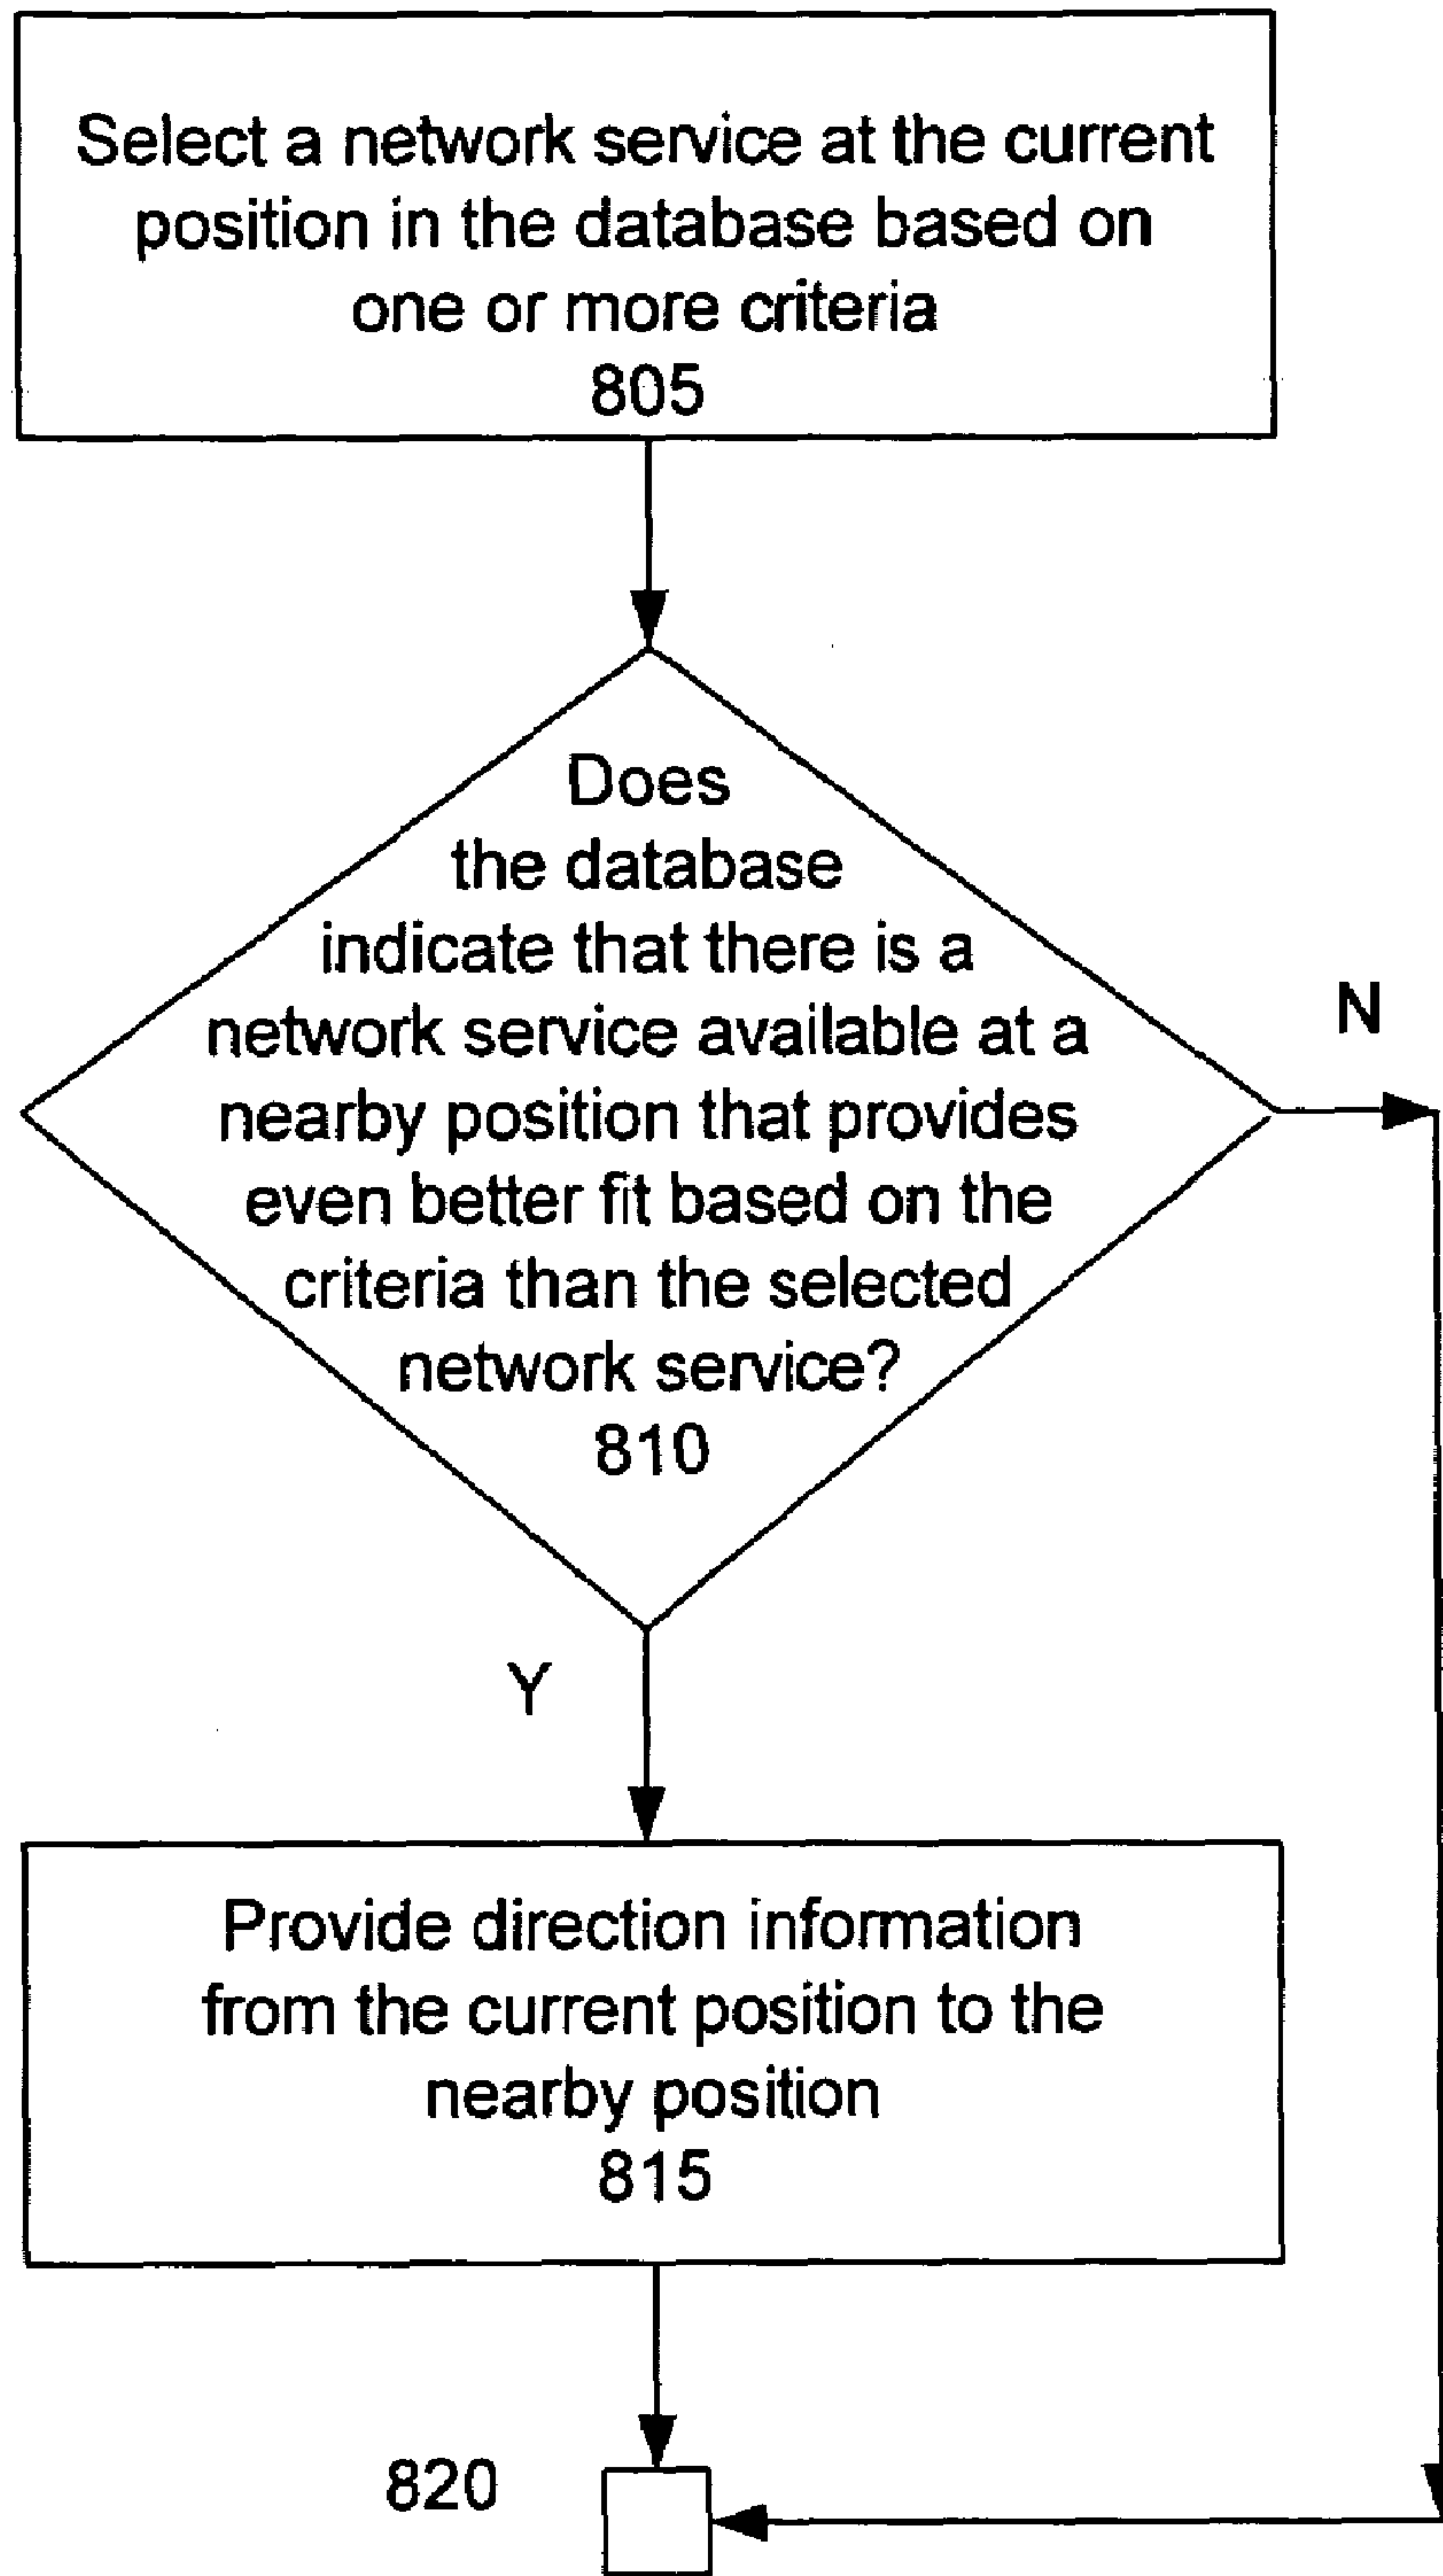 Select a network service at the current
position in the database based on
one or more criteria
805
Does
the database
indicate that there is a
network service available at a
nearby position that provides
even better fit based on the
criteria than the selected
network service?
810
N
Y
Provide direction information
from the current position to the
nearby position
815
820